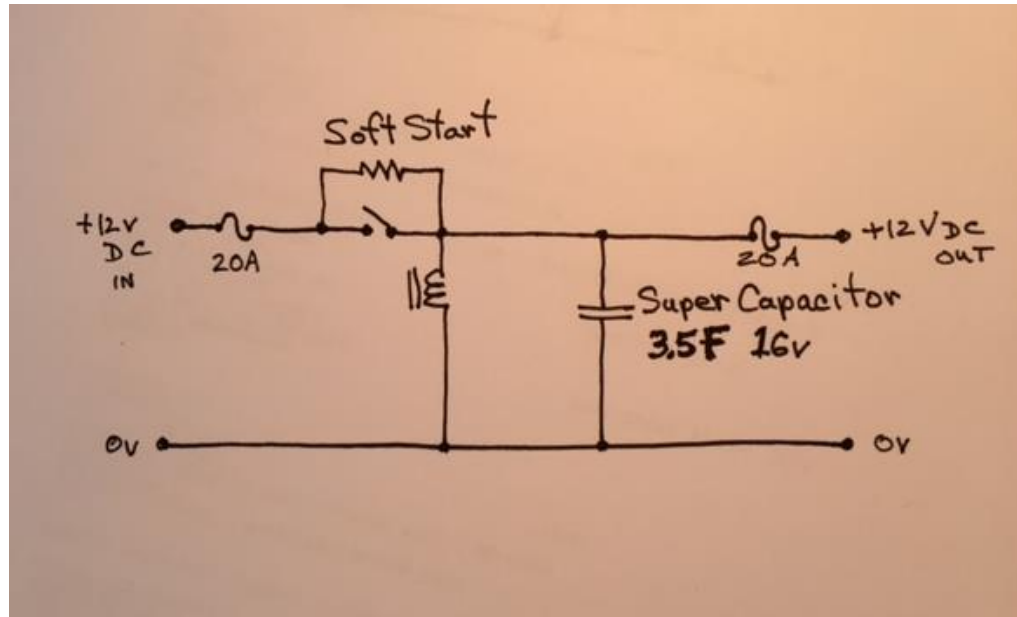 Soft Start
+12V
DC
IN
20A
20A
+12VDC
OUT
Super Capacitor
3.5F 16v
0v
0v